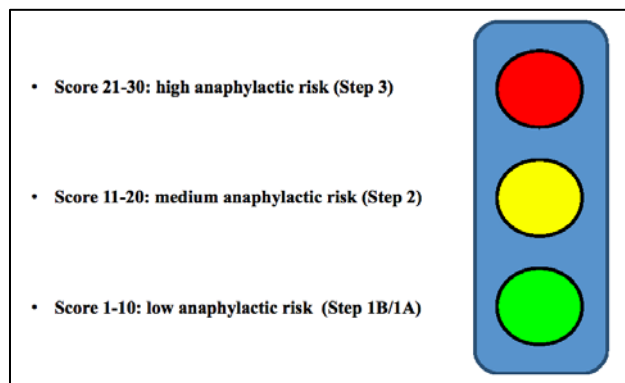 • Score 21-30: high anaphylactic risk (Step 3)
• Score 11-20: medium anaphylactic risk (Step 2)
• Score 1-10: low anaphylactic risk (Step 1B/1A)